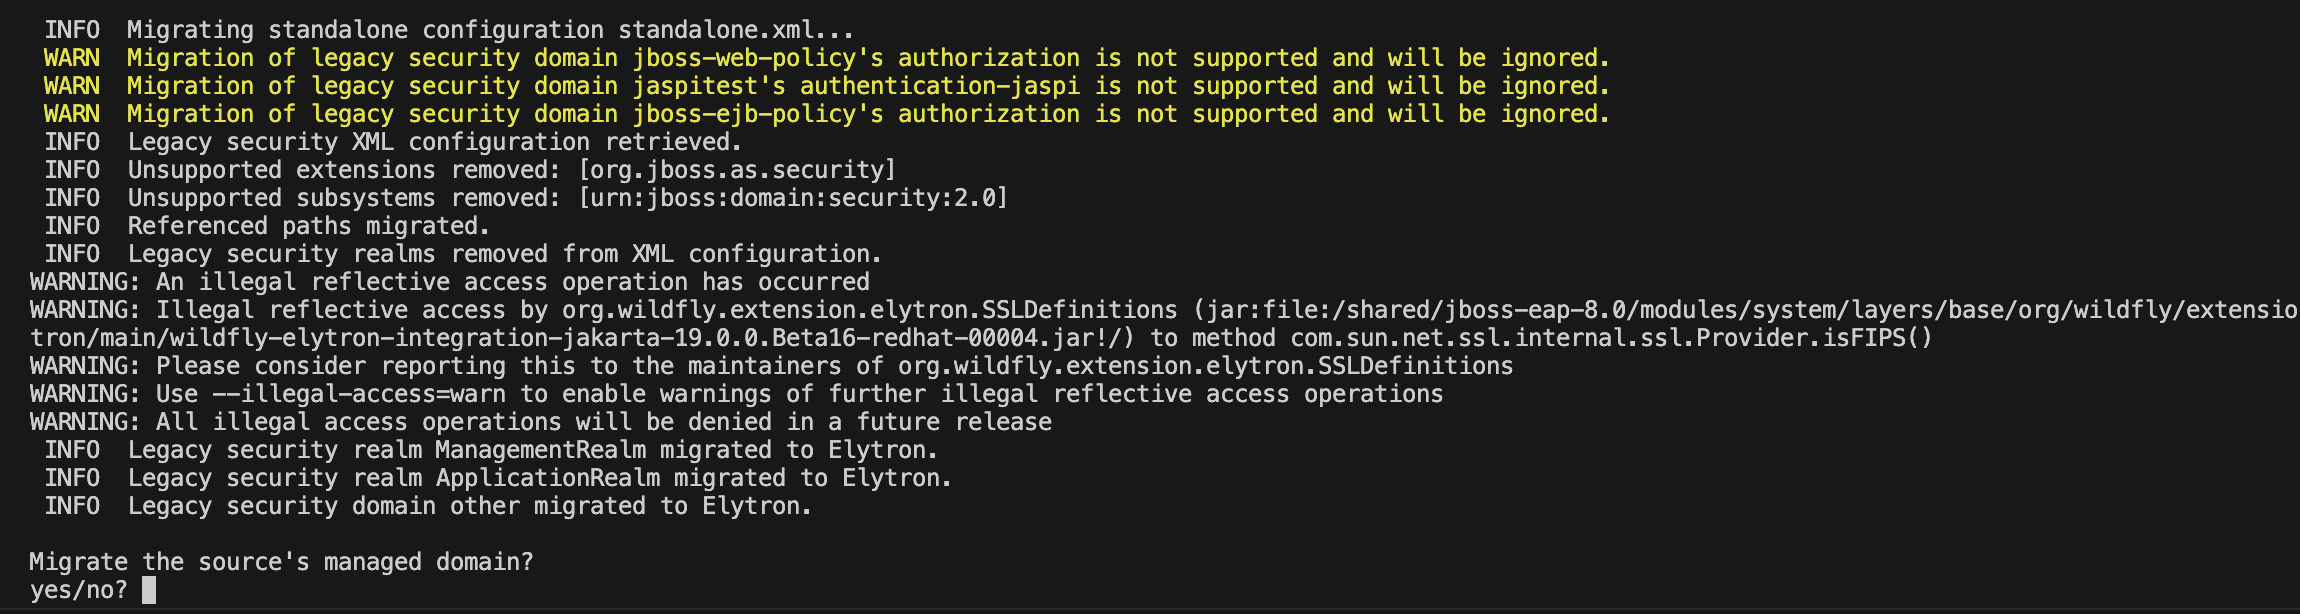 INFO  Migrating standalone configuration standalone.xml...
WARN  Migration of legacy security domain jboss-web-policy's authorization is not supported and will be ignored.
WARN  Migration of legacy security domain jaspitest's authentication-jaspi is not supported and will be ignored.
WARN  Migration of legacy security domain jboss-ejb-policy's authorization is not supported and will be ignored.
INFO  Legacy security XML configuration retrieved.
INFO  Unsupported extensions removed: [org.jboss.as.security]
INFO  Unsupported subsystems removed: [urn:jboss:domain:security:2.0]
INFO  Referenced paths migrated.
INFO  Legacy security realms removed from XML configuration.
WARNING: An illegal reflective access operation has occurred
WARNING: Illegal reflective access by org.wildfly.extension.elytron.SSLDefinitions (jar:file:/shared/jboss-eap-8.0/modules/system/layers/base/org/wildfly/extensio
tron/main/wildfly-elytron-integration-jakarta-19.0.0.Beta16-redhat-00004.jar!/) to method com.sun.net.ssl.internal.ssl.Provider.isFIPS()
WARNING: Please consider reporting this to the maintainers of org.wildfly.extension.elytron.SSLDefinitions
WARNING: Use --illegal-access=warn to enable warnings of further illegal reflective access operations
WARNING: All illegal access operations will be denied in a future release
INFO  Legacy security realm ManagementRealm migrated to Elytron.
INFO  Legacy security realm ApplicationRealm migrated to Elytron.
INFO  Legacy security domain other migrated to Elytron.
Migrate the source's managed domain?
yes/no?